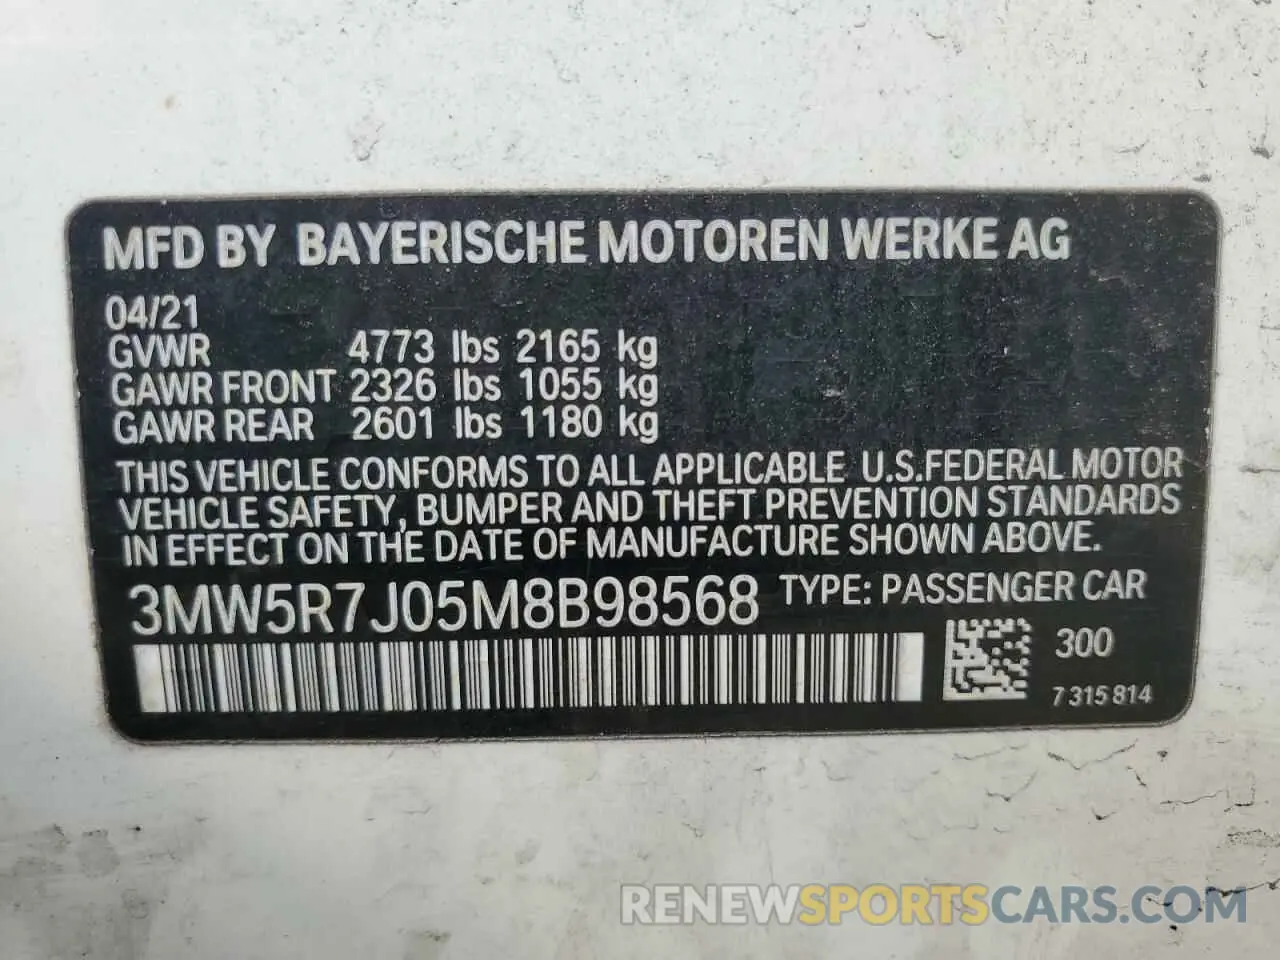 MFD BY BAYERISCHE MOTOREN WERKE AG
04/21
GVWR 4773 lbs 2165 kg
GAWR FRONT 2326 lbs 1055 kg
GAWR REAR 2601 lbs 1180 kg
THIS VEHICLE CONFORMS TO ALL APPLICABLE U.S.FEDERAL MOTOR
VEHICLE SAFETY, BUMPER AND THEFT PREVENTION STANDARDS
IN EFFECT ON THE DATE OF MANUFACTURE SHOWN ABOVE.
3MW5R7J05M8B98568 TYPE: PASSENGER CAR
300
7 315 814
RENEWSPORTSCARS.COM